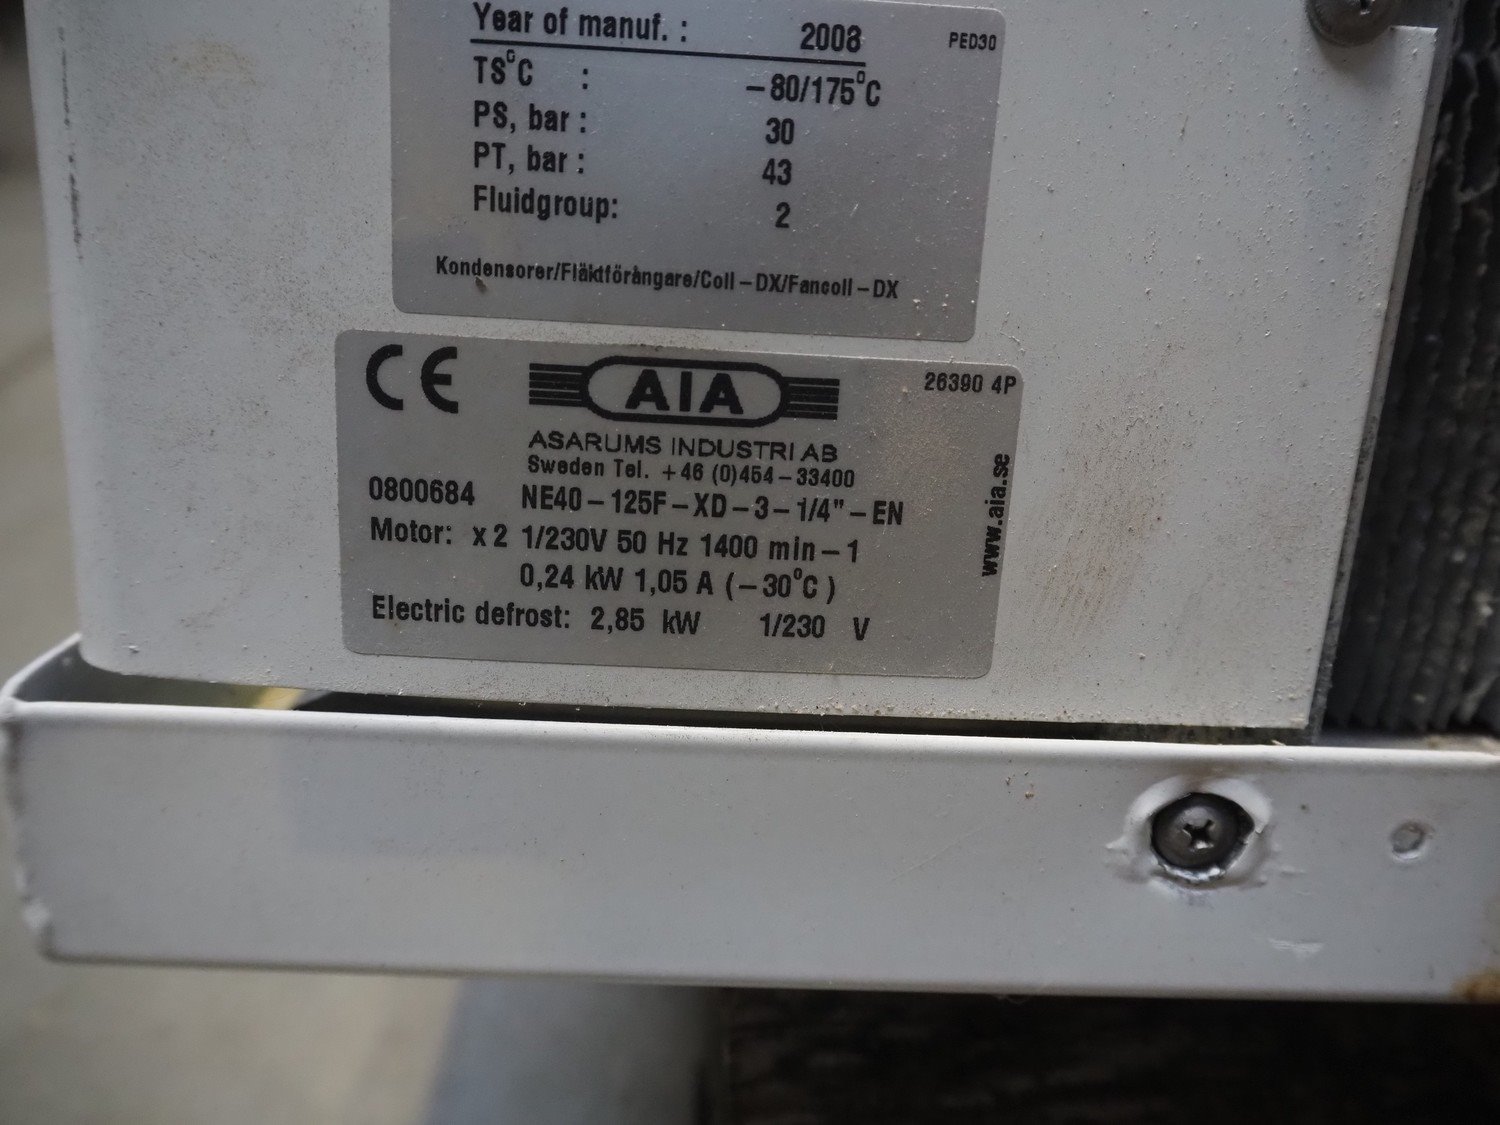 Year of manuf. : 2008 PED30
TS°C : –80/175°C
PS, bar : 30
PT, bar : 43
Fluidgroup: 2
Kondensorer/Fläktförångare/Coil–DX/Fancoil–DX
CE AIA 26390 4P
ASARUMS INDUSTRI AB
Sweden Tel. +46 (0)454–33400
0800684 NE40–125F–XD–3–1/4"–EN
Motor: x 2 1/230V 50 Hz 1400 min–1
0,24 kW 1,05 A (–30°C)
Electric defrost: 2,85 kW 1/230 V
www.aia.se